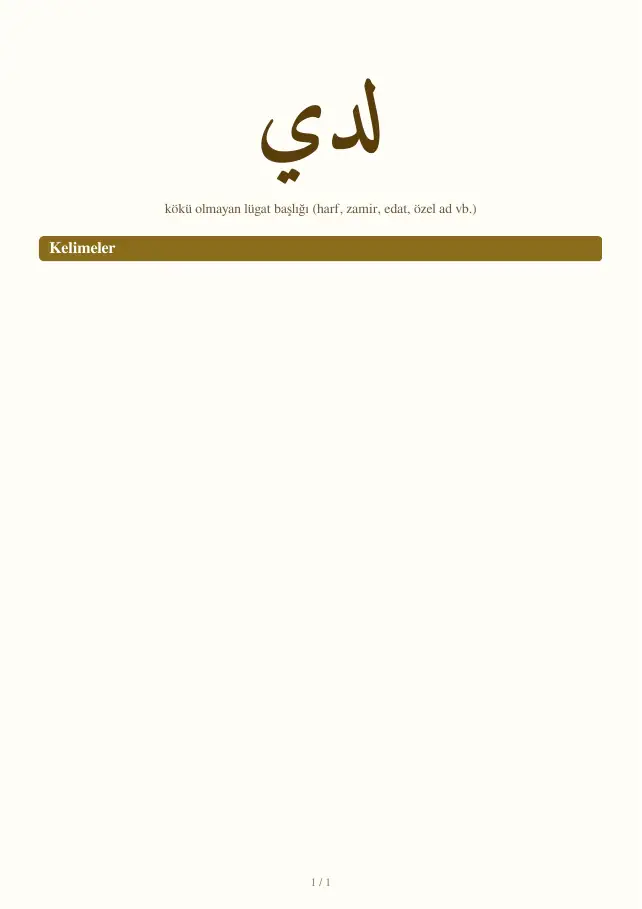 لدي
kökü olmayan lügat başlığı (harf, zamir, edat, özel ad vb.)
Kelimeler
1 / 1